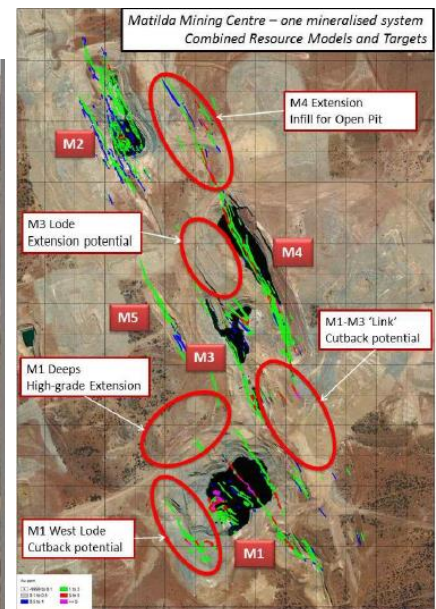 Matilda Mining Centre – one mineralised system
Combined Resource Models and Targets
M4 Extension
Infill for Open Pit
M2
M3 Lode
Extension potential
M4
M5
M1-M3 'Link'
Cutback potential
M3
M1 Deeps
High-grade Extension
M1 West Lode
Cutback potential
M1